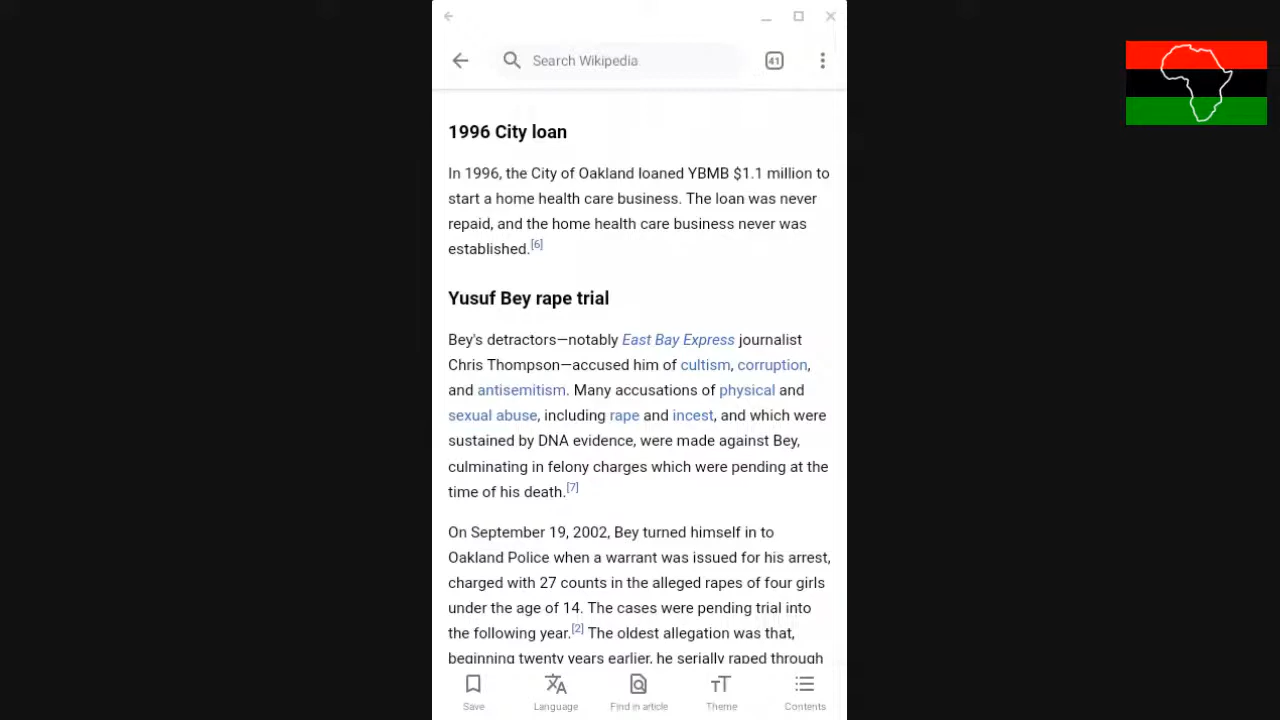 Search Wikipedia
41
1996 City loan
In 1996, the City of Oakland loaned YBMB $1.1 million to
start a home health care business. The loan was never
repaid, and the home health care business never was
established.[6]
Yusuf Bey rape trial
Bey's detractors—notably East Bay Express journalist
Chris Thompson—accused him of cultism, corruption,
and antisemitism. Many accusations of physical and
sexual abuse, including rape and incest, and which were
sustained by DNA evidence, were made against Bey,
culminating in felony charges which were pending at the
time of his death.[7]
On September 19, 2002, Bey turned himself in to
Oakland Police when a warrant was issued for his arrest,
charged with 27 counts in the alleged rapes of four girls
under the age of 14. The cases were pending trial into
the following year.[2] The oldest allegation was that,
beginning twenty years earlier, he serially raped through
Save
Language
Find in article
Theme
Contents